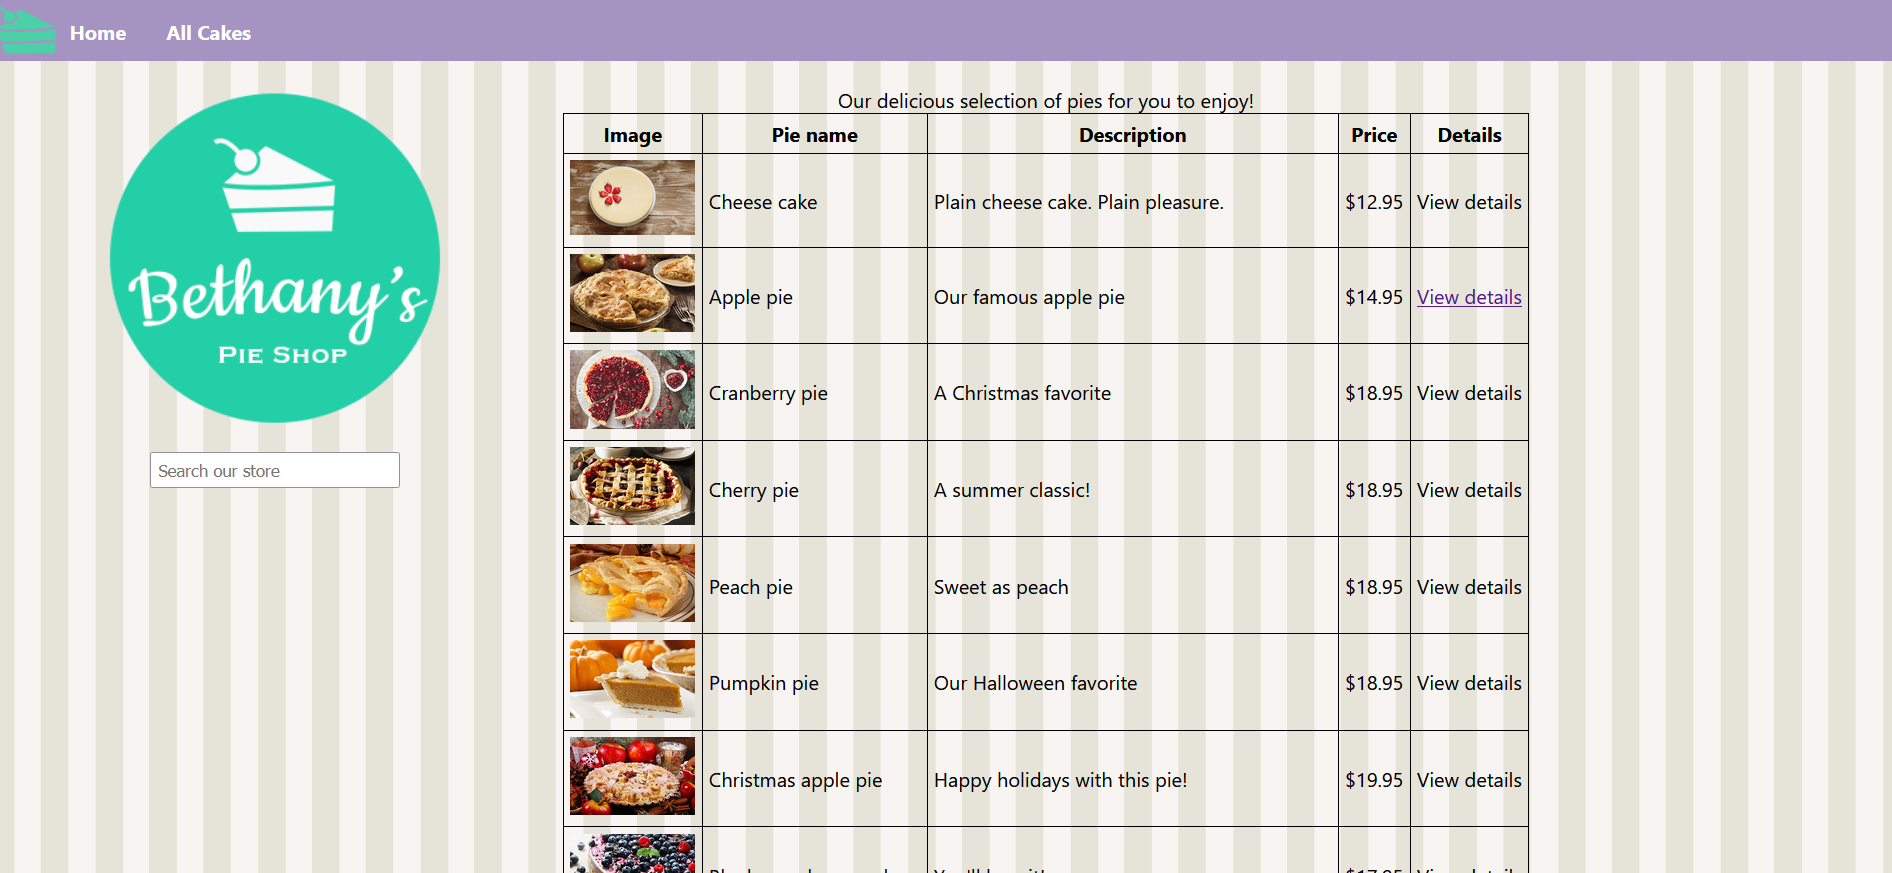 Home All Cakes
Bethany's
Pie Shop
Search our store
Our delicious selection of pies for you to enjoy!
Image Pie name Description Price Details
Cheese cake Plain cheese cake. Plain pleasure. $12.95 View details
Apple pie Our famous apple pie $14.95 View details
Cranberry pie A Christmas favorite $18.95 View details
Cherry pie A summer classic! $18.95 View details
Peach pie Sweet as peach $18.95 View details
Pumpkin pie Our Halloween favorite $18.95 View details
Christmas apple pie Happy holidays with this pie! $19.95 View details